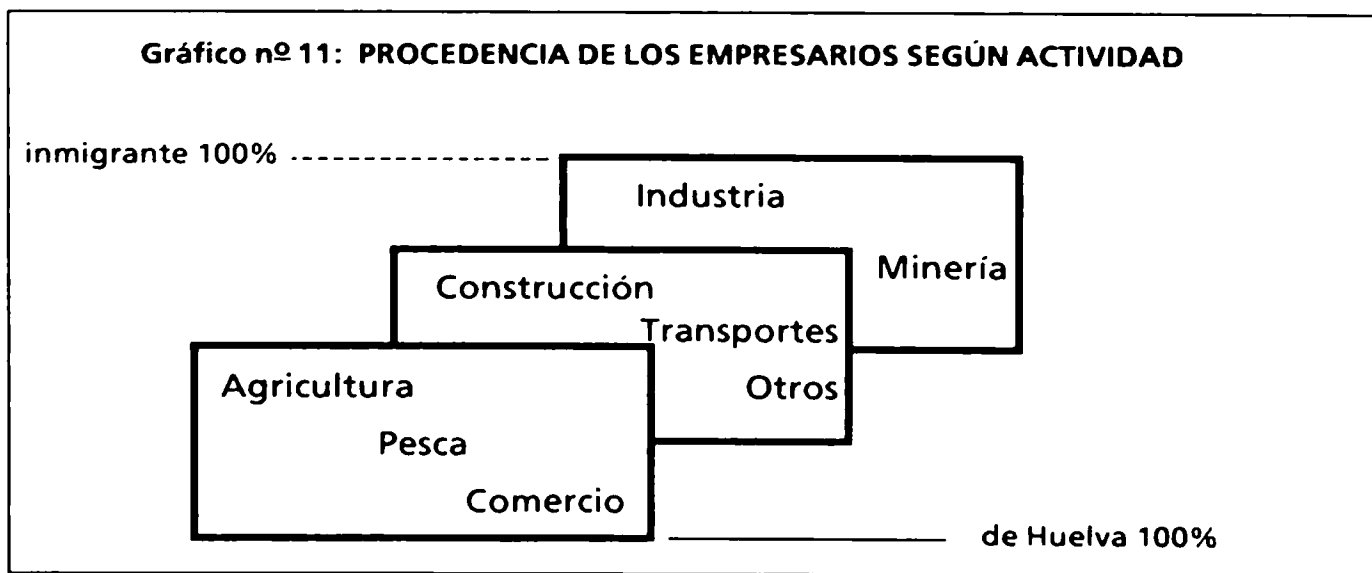 Gráfico nº 11: PROCEDENCIA DE LOS EMPRESARIOS SEGÚN ACTIVIDAD
inmigrante 100%
Industria
Minería
Construcción
Transportes
Otros
Agricultura
Pesca
Comercio
de Huelva 100%